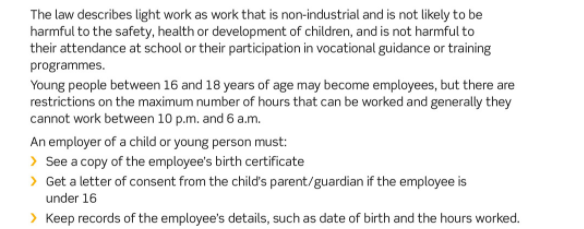 The law describes light work as work that is non-industrial and is not likely to be
harmful to the safety, health or development of children, and is not harmful to
their attendance at school or their participation in vocational guidance or training
programmes.
Young people between 16 and 18 years of age may become employees, but there are
restrictions on the maximum number of hours that can be worked and generally they
cannot work between 10 p.m. and 6 a.m.
An employer of a child or young person must:
› See a copy of the employee's birth certificate
› Get a letter of consent from the child's parent/guardian if the employee is
under 16
› Keep records of the employee's details, such as date of birth and the hours worked.